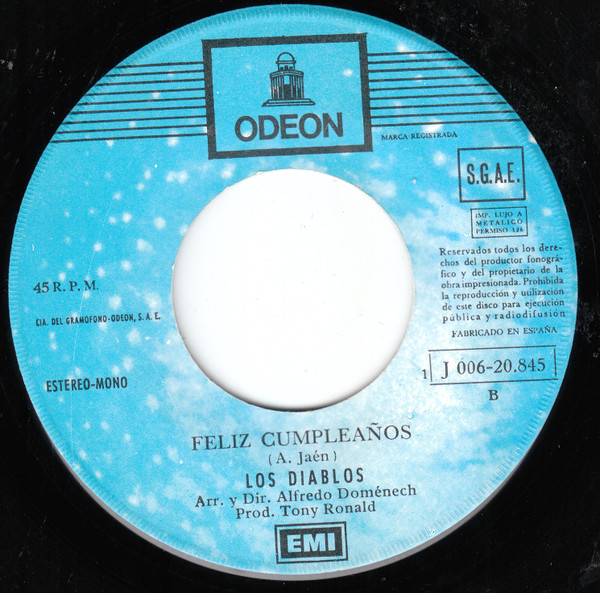 ODEON
MARCA REGISTRADA
S.G.A.E.
IMP. LUJO A
METALICO
PERMISO 126
Reservados todos los dere-
chos del productor fonográ-
fico y del propietario de la
obra impresionada. Prohibida
la reproducción y utilización
de este disco para ejecución
pública y radiodifusión
FABRICADO EN ESPAÑA
45 R. P. M.
CIA. DEL GRAMOFONO-ODEON, S. A. E.
ESTEREO-MONO
1 J 006-20.845
B
FELIZ CUMPLEAÑOS
(A. Jaén)
LOS DIABLOS
Arr. y Dir. Alfredo Doménech
Prod. Tony Ronald
EMI